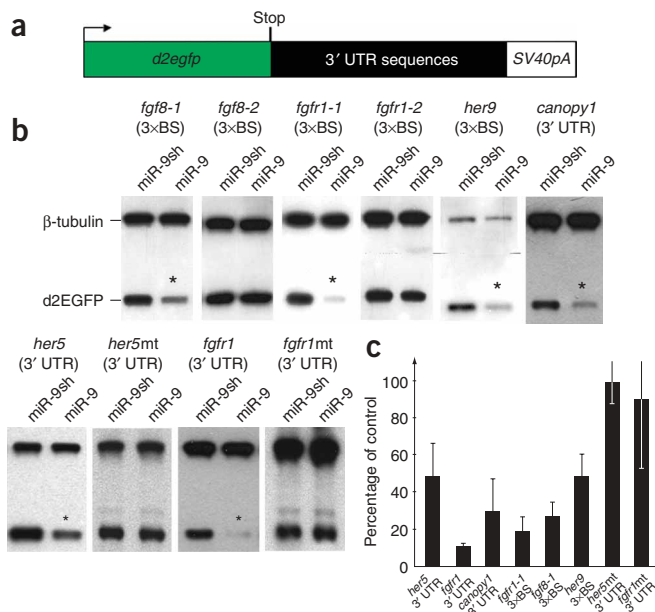 a
Stop
d2egfp 3′ UTR sequences SV40pA
b
fgf8-1 fgf8-2 fgfr1-1 fgfr1-2 her9 canopy1
(3×BS) (3×BS) (3×BS) (3×BS) (3×BS) (3′ UTR)
miR-9sh miR-9 miR-9sh miR-9 miR-9sh miR-9 miR-9sh miR-9 miR-9sh miR-9 miR-9sh miR-9
β-tubulin
* * * *
d2EGFP
her5 her5mt fgfr1 fgfr1mt
(3′ UTR) (3′ UTR) (3′ UTR) (3′ UTR)
miR-9sh miR-9 miR-9sh miR-9 miR-9sh miR-9 miR-9sh miR-9
* *
c
Percentage of control
100
80
60
40
20
0
her5 3′ UTR
fgfr1 3′ UTR
canopy1 3′ UTR
fgfr1-1 3×BS
fgf8-1 3×BS
her9 3×BS
her5mt 3′ UTR
fgfr1mt 3′ UTR